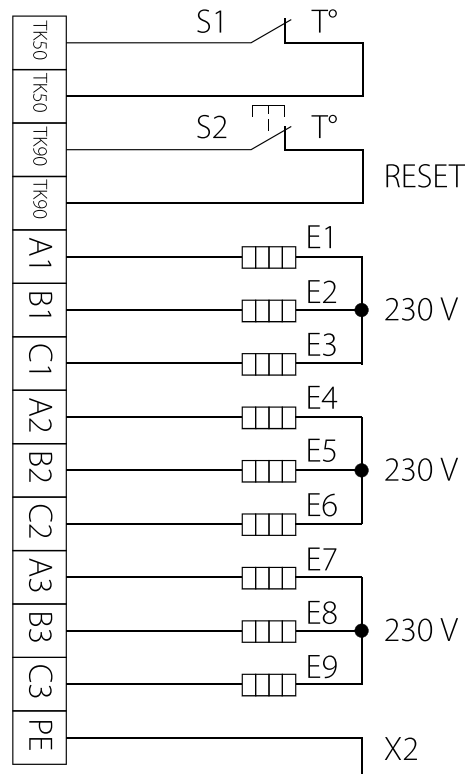 TK50 S1 T°
TK50
TK90 S2 T°
TK90 RESET
A1 E1
B1 E2 230 V
C1 E3
A2 E4
B2 E5 230 V
C2 E6
A3 E7
B3 E8 230 V
C3 E9
PE X2